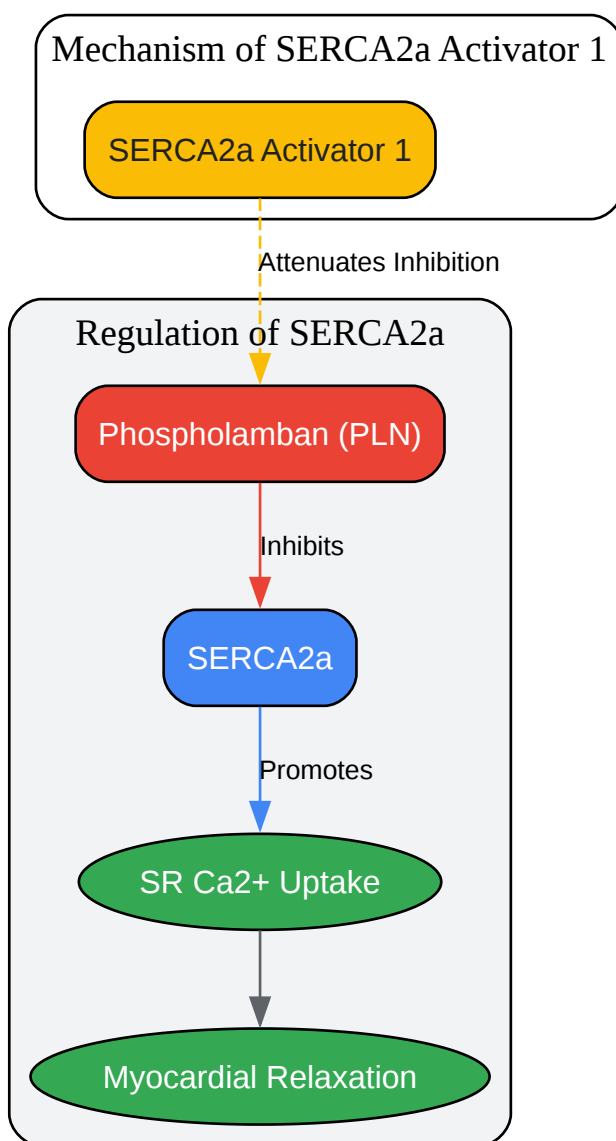 Mechanism of SERCA2a Activator 1
SERCA2a Activator 1
Attenuates Inhibition
Regulation of SERCA2a
Phospholamban (PLN)
Inhibits
SERCA2a
Promotes
SR Ca2+ Uptake
Myocardial Relaxation